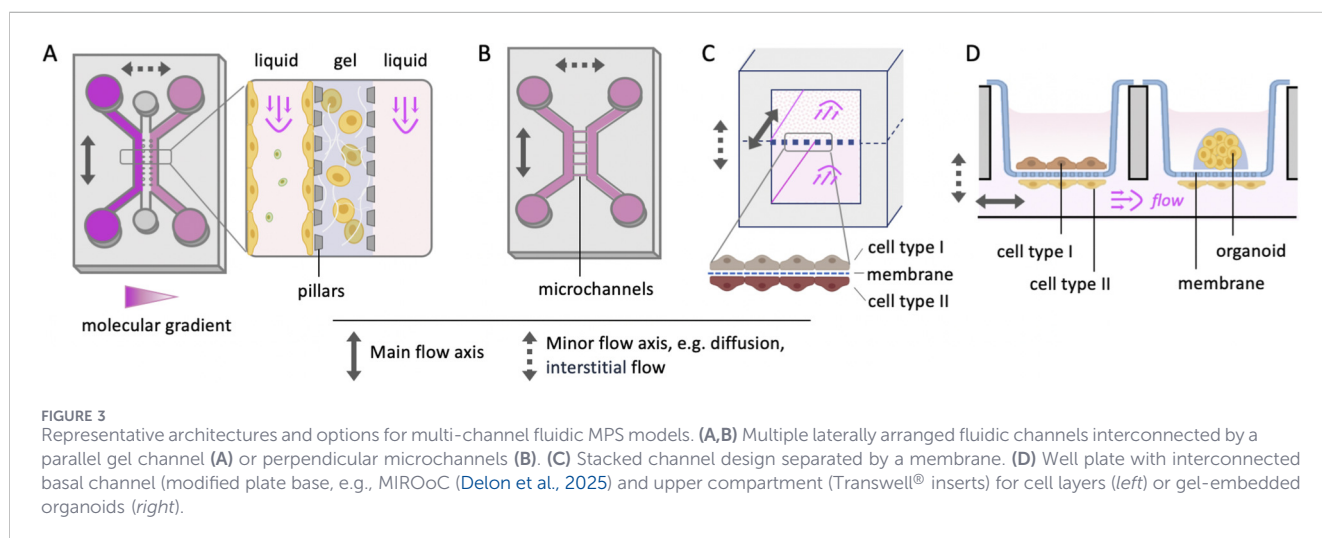 A
liquid gel liquid
pillars
molecular gradient
B
microchannels
C
cell type I
membrane
cell type II
D
flow
cell type I
cell type II
organoid
membrane
Main flow axis
Minor flow axis, e.g. diffusion,
interstitial flow
FIGURE 3
Representative architectures and options for multi-channel fluidic MPS models. (A,B) Multiple laterally arranged fluidic channels interconnected by a
parallel gel channel (A) or perpendicular microchannels (B). (C) Stacked channel design separated by a membrane. (D) Well plate with interconnected
basal channel (modified plate base, e.g., MIROoC (Delon et al., 2025) and upper compartment (Transwell® inserts) for cell layers (left) or gel-embedded
organoids (right).